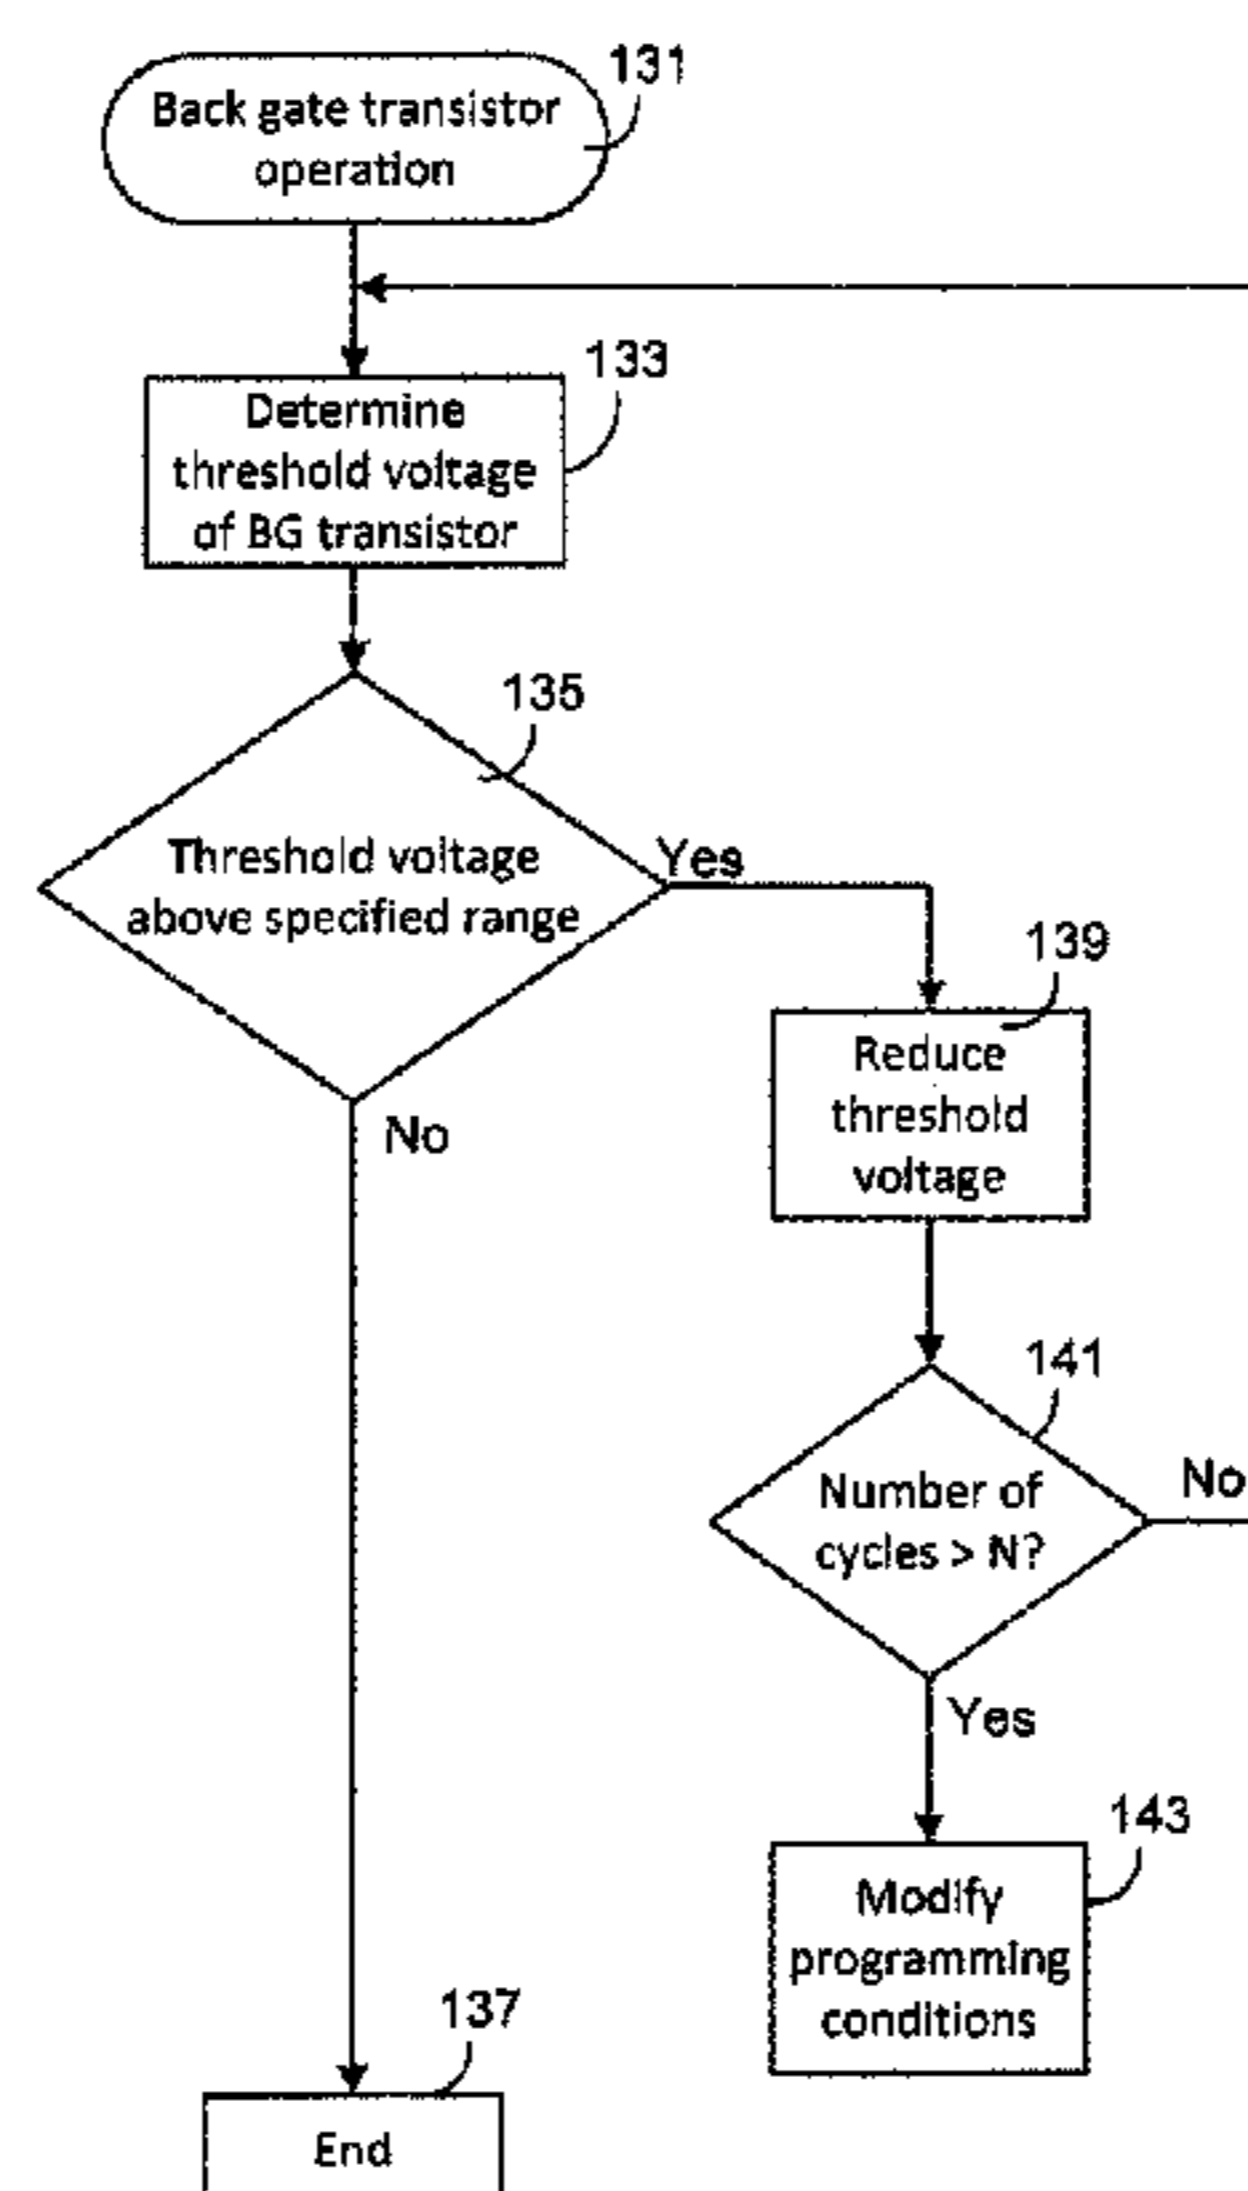 131
Back gate transistor
operation
133
Determine
threshold voltage
of BG transistor
135
Threshold voltage
above specified range
Yes
139
Reduce
threshold
voltage
No
141
Number of
cycles > N?
No
Yes
143
Modify
programming
conditions
137
End